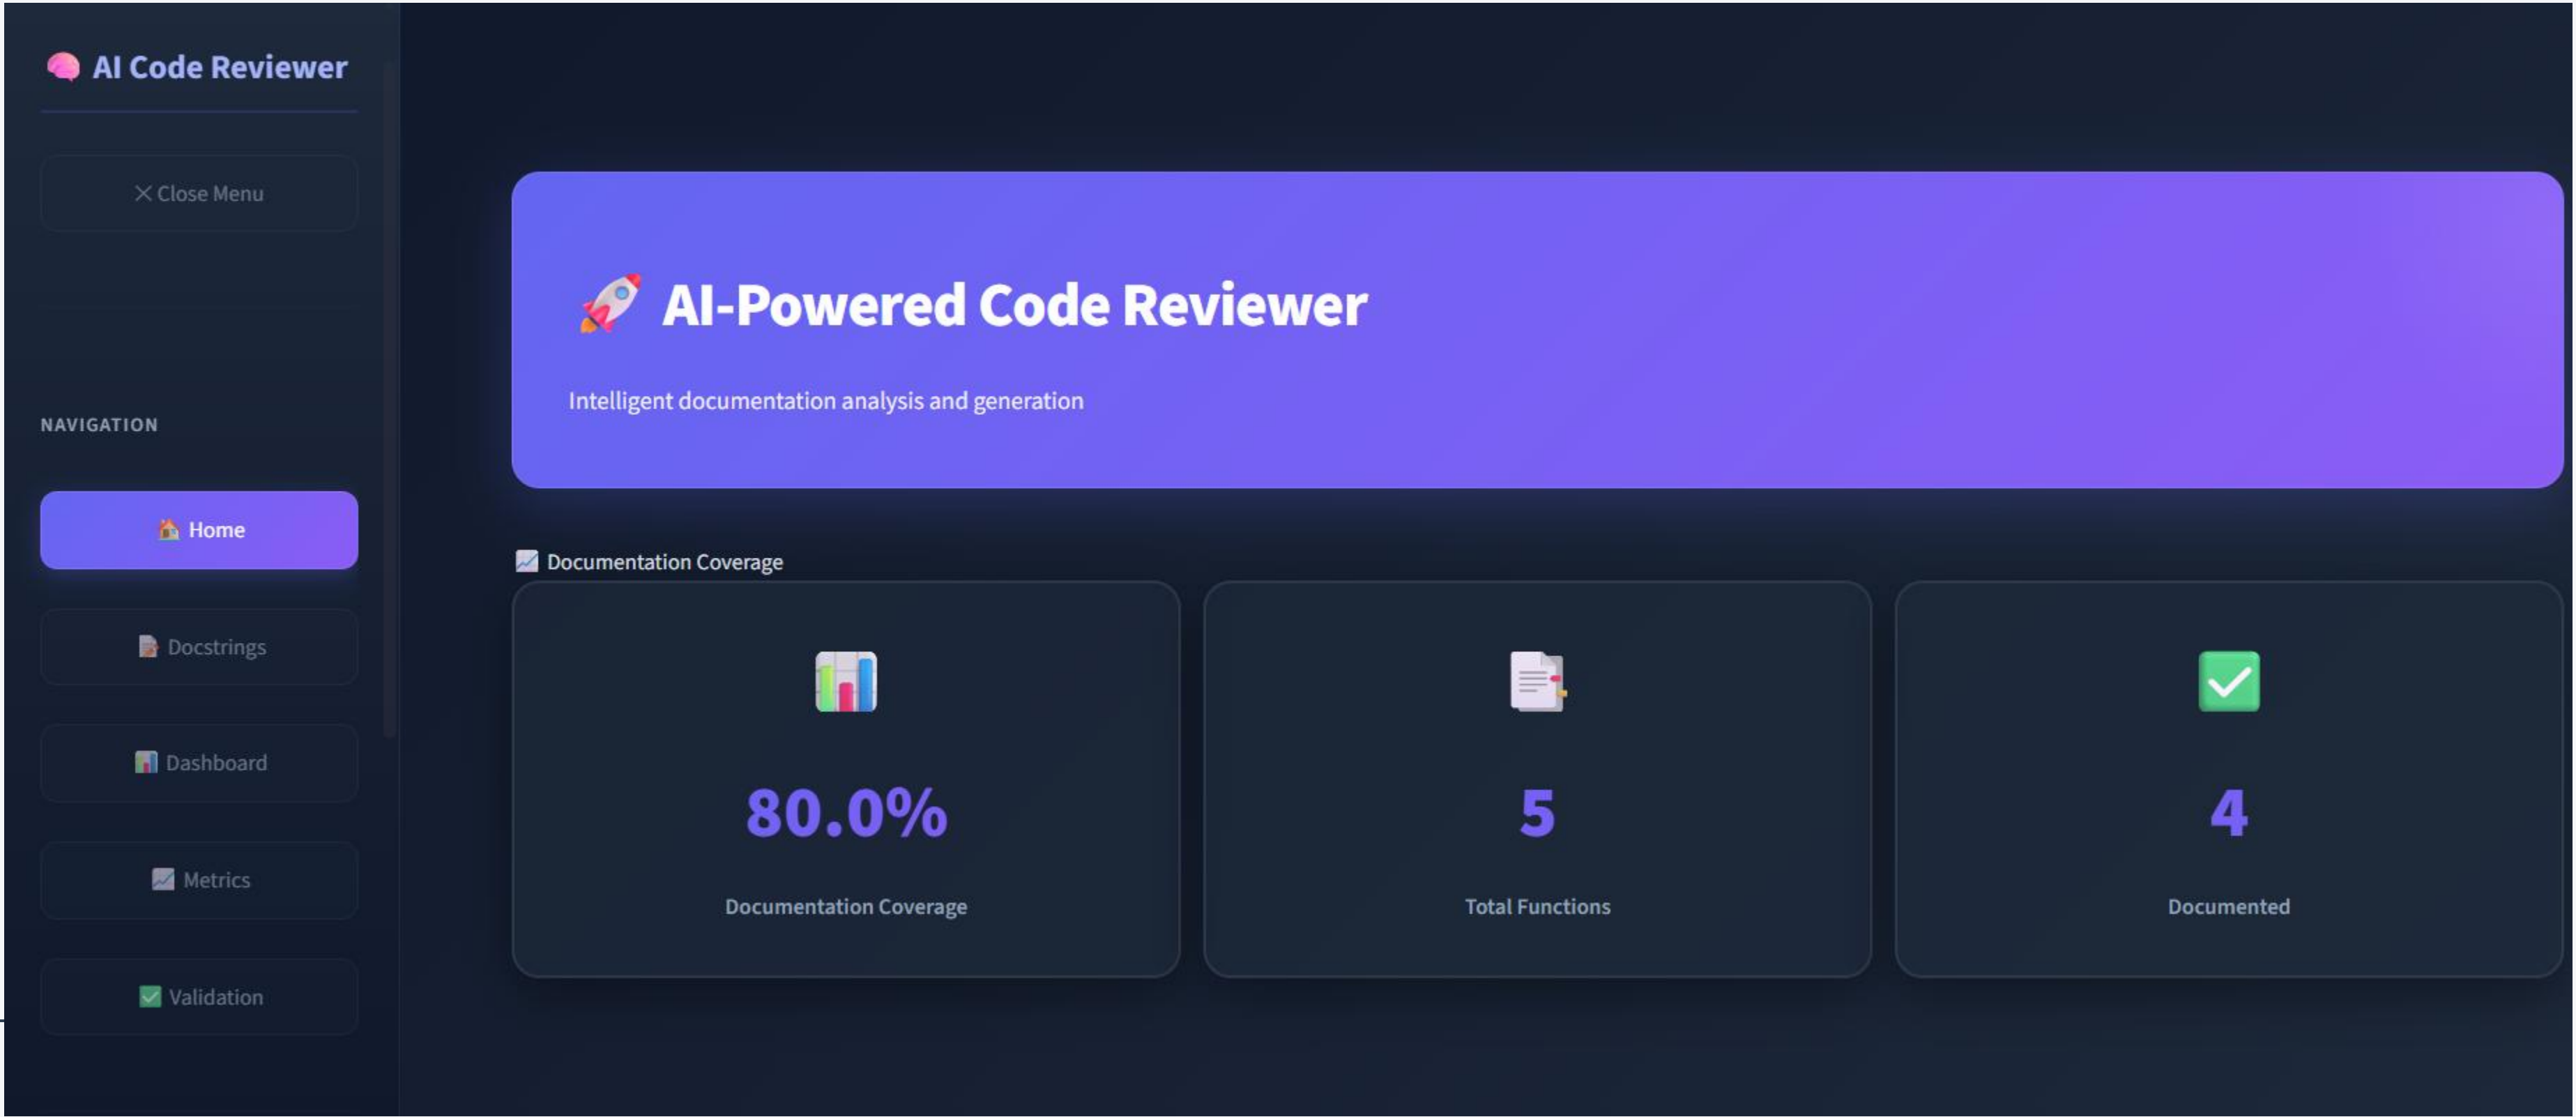 AI Code Reviewer
Close Menu
NAVIGATION
Home
Docstrings
Dashboard
Metrics
Validation
AI-Powered Code Reviewer
Intelligent documentation analysis and generation
Documentation Coverage
80.0%
Documentation Coverage
5
Total Functions
4
Documented